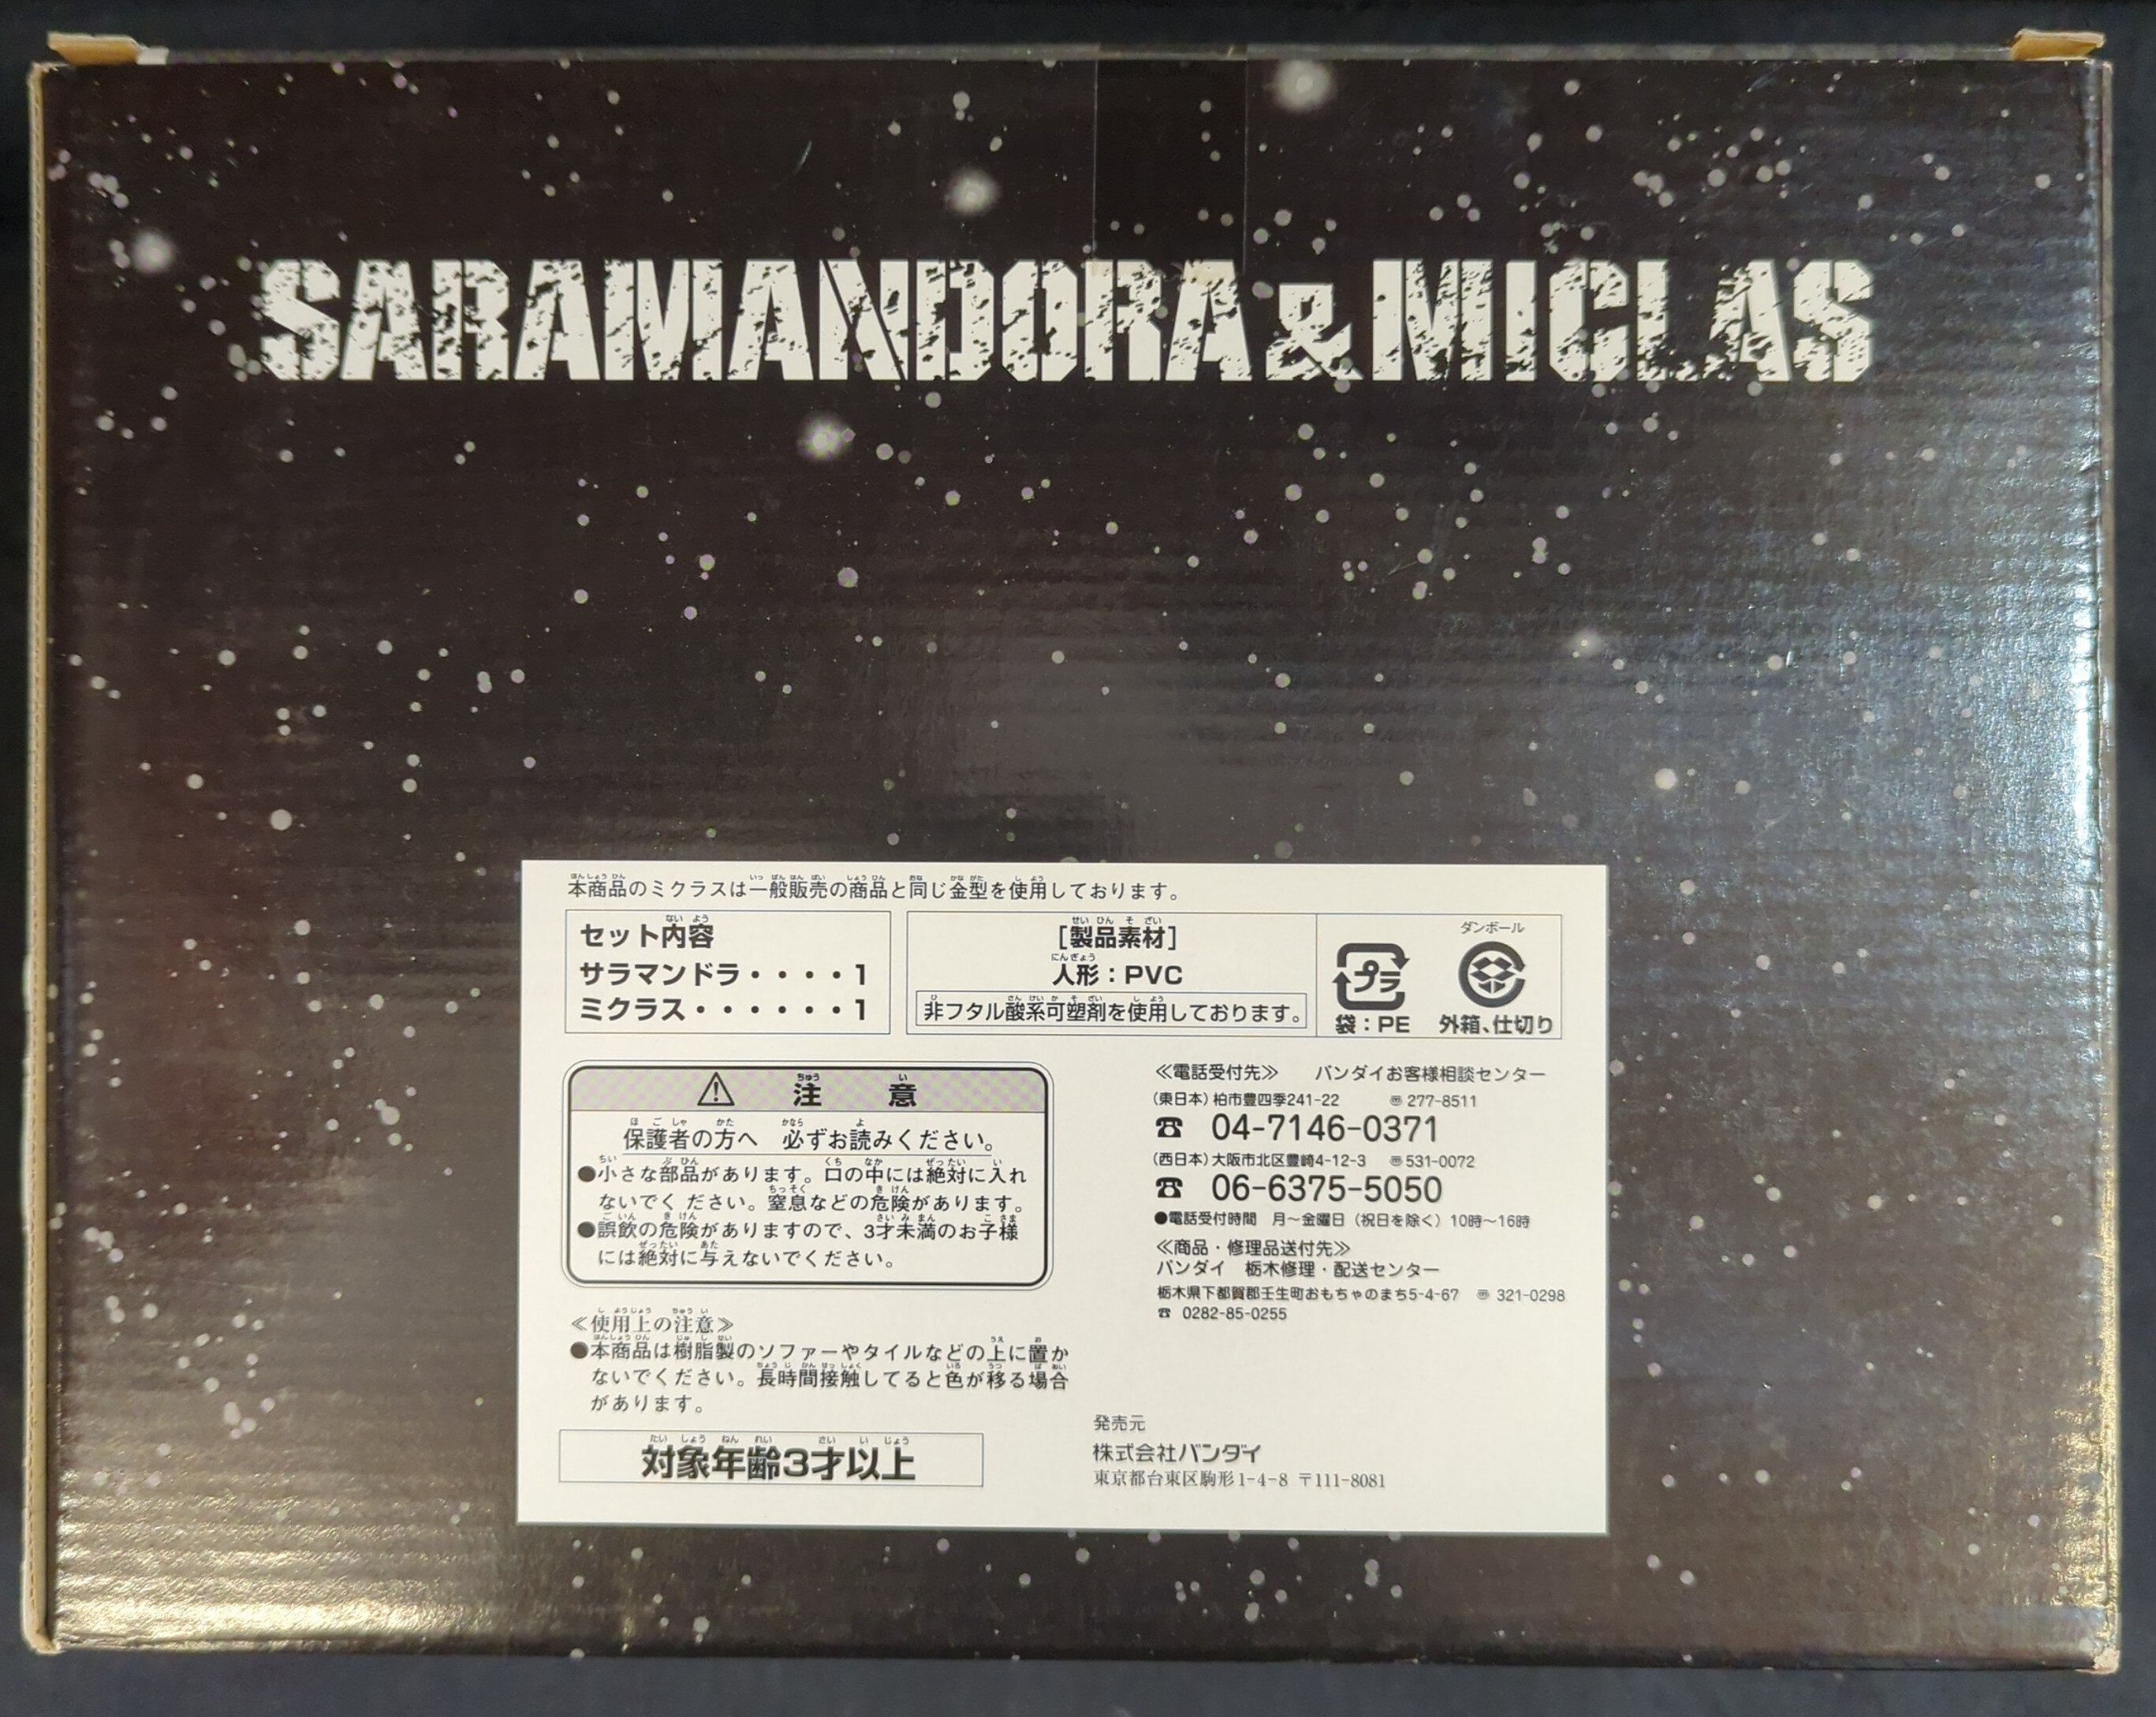 SARAMANDORA&MICLAS
本商品のミクラスは一般販売の商品と同じ金型を使用しております。
セット内容
サラマンドラ・・・・1
ミクラス・・・・・・1
[製品素材]
人形：PVC
非フタル酸系可塑剤を使用しております。
プラ
袋：PE
ダンボール
外箱、仕切り
注意
保護者の方へ 必ずお読みください。
●小さな部品があります。口の中には絶対に入れ
ないでく ださい。窒息などの危険があります。
●誤飲の危険がありますので、3才未満のお子様
には絶対に与えないでください。
≪使用上の注意≫
●本商品は樹脂製のソファーやタイルなどの上に置か
ないでください。長時間接触してると色が移る場合
があります。
対象年齢3才以上
≪電話受付先≫ バンダイお客様相談センター
(東日本) 柏市豊四季241-22 〠277-8511
☎ 04-7146-0371
(西日本) 大阪市北区豊崎4-12-3 〠531-0072
☎ 06-6375-5050
●電話受付時間 月～金曜日（祝日を除く）10時～16時
≪商品・修理品送付先≫
バンダイ 栃木修理・配送センター
栃木県下都賀郡壬生町おもちゃのまち5-4-67 〠321-0298
☎ 0282-85-0255
発売元
株式会社バンダイ
東京都台東区駒形1-4-8 〒111-8081